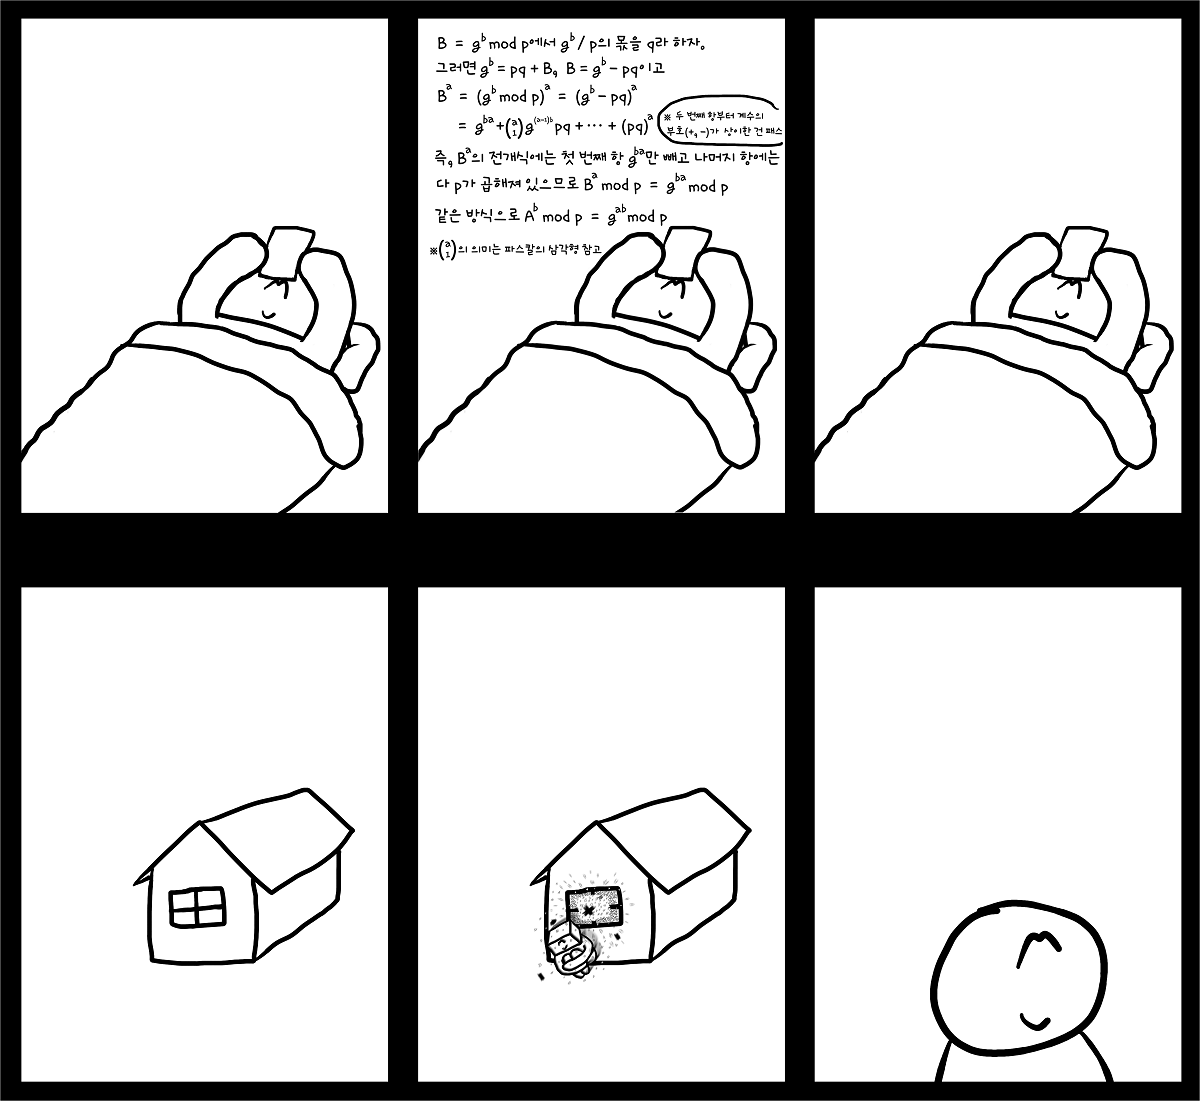 B = g^b mod p에서 g^b / p의 몫을 q라 하자.
그러면 g^b = pq + B, B = g^b - pq이고
B^a = (g^b mod p)^a = (g^b - pq)^a
= g^ba + (a 1) g^(a-1)b pq + ⋯ + (pq)^a
※ 두 번째 항부터 계수의
부호(+, -)가 상이한 건 패스
즉, B^a의 전개식에는 첫 번째 항 g^ba만 빼고 나머지 항에는
다 p가 곱해져 있으므로 B^a mod p = g^ba mod p
같은 방식으로 A^b mod p = g^ab mod p
※ (a 1)의 의미는 파스칼의 삼각형 참고